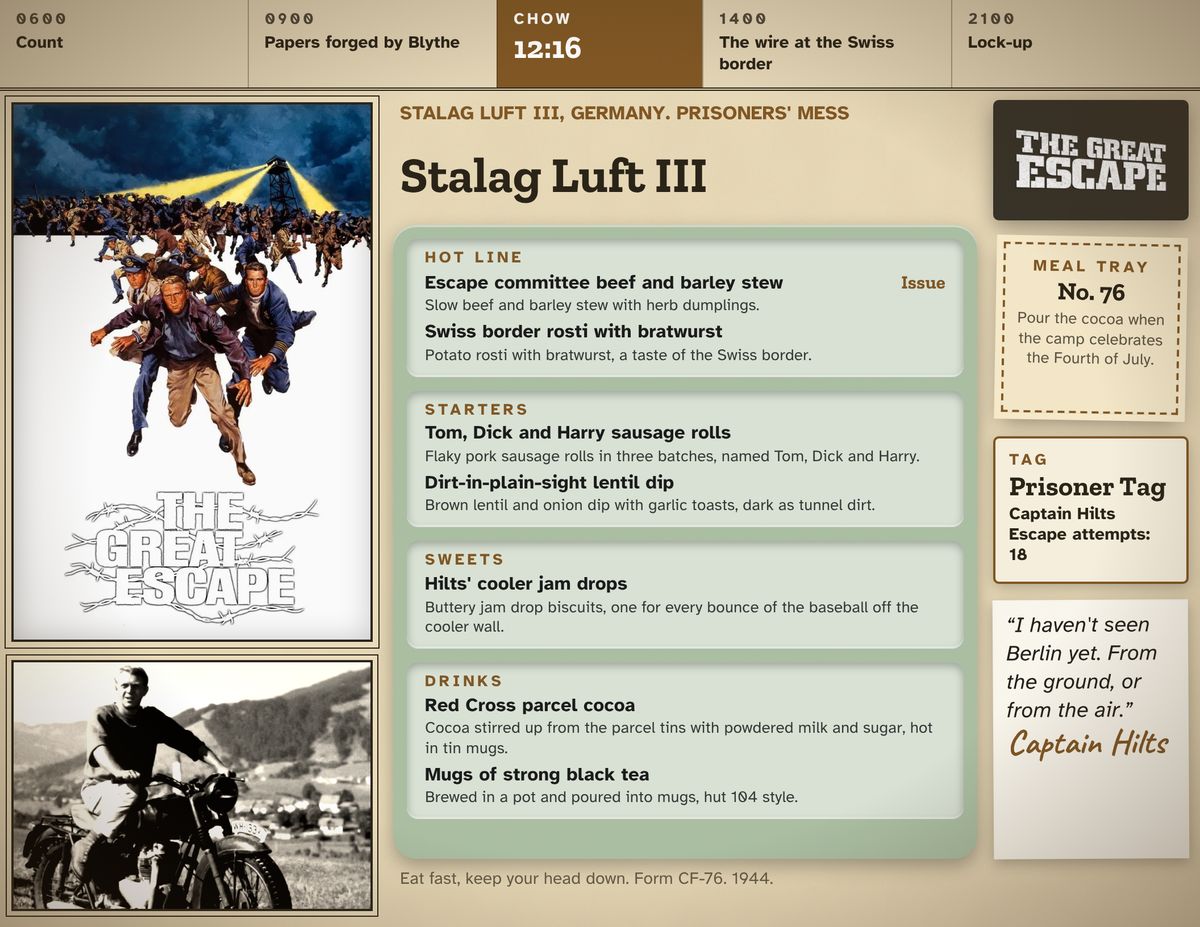 0600
Count
0900
Papers forged by Blythe
CHOW
12:16
1400
The wire at the Swiss
border
2100
Lock-up
THE
GREAT
ESCAPE
STALAG LUFT III, GERMANY. PRISONERS' MESS
Stalag Luft III
HOT LINE
Escape committee beef and barley stew
Issue
Slow beef and barley stew with herb dumplings.
Swiss border rosti with bratwurst
Potato rosti with bratwurst, a taste of the Swiss border.
STARTERS
Tom, Dick and Harry sausage rolls
Flaky pork sausage rolls in three batches, named Tom, Dick and Harry.
Dirt-in-plain-sight lentil dip
Brown lentil and onion dip with garlic toasts, dark as tunnel dirt.
SWEETS
Hilts' cooler jam drops
Buttery jam drop biscuits, one for every bounce of the baseball off the
cooler wall.
DRINKS
Red Cross parcel cocoa
Cocoa stirred up from the parcel tins with powdered milk and sugar, hot
in tin mugs.
Mugs of strong black tea
Brewed in a pot and poured into mugs, hut 104 style.
Eat fast, keep your head down. Form CF-76. 1944.
THE GREAT
ESCAPE
MEAL TRAY
No. 76
Pour the cocoa when
the camp celebrates
the Fourth of July.
TAG
Prisoner Tag
Captain Hilts
Escape attempts:
18
“I haven't seen
Berlin yet. From
the ground, or
from the air.”
Captain Hilts